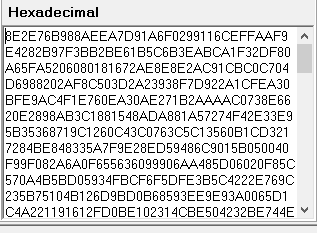 Hexadecimal
8E2E76B988AEEA7D91A6F0299116CEFFAAF9
E4282B97F3BB2BE61B5C6B3EABCA1F32DF80
A65FA5206080181672AE8E8E2AC91CBC0C704
D6988202AF8C503D2A23938F7D922A1CFEA30
BFE9AC4F1E760EA30AE271B2AAAAC0738E66
20E2898AB3C1881548ADA881A57274F42E33E9
5B35368719C1260C43C0763C5C13560B1CD321
7284BE848335A7F9E28ED59486C9015B050040
F99F082A6A0F655636099906AA485D06020F85C
570A4B5BD05934FBCF6F5DFE3B5C4222E769C
235B75104B126D9BD0B68593EE9E93A0065D1
C4A221191612FD0BE102314CBE504232BE744E